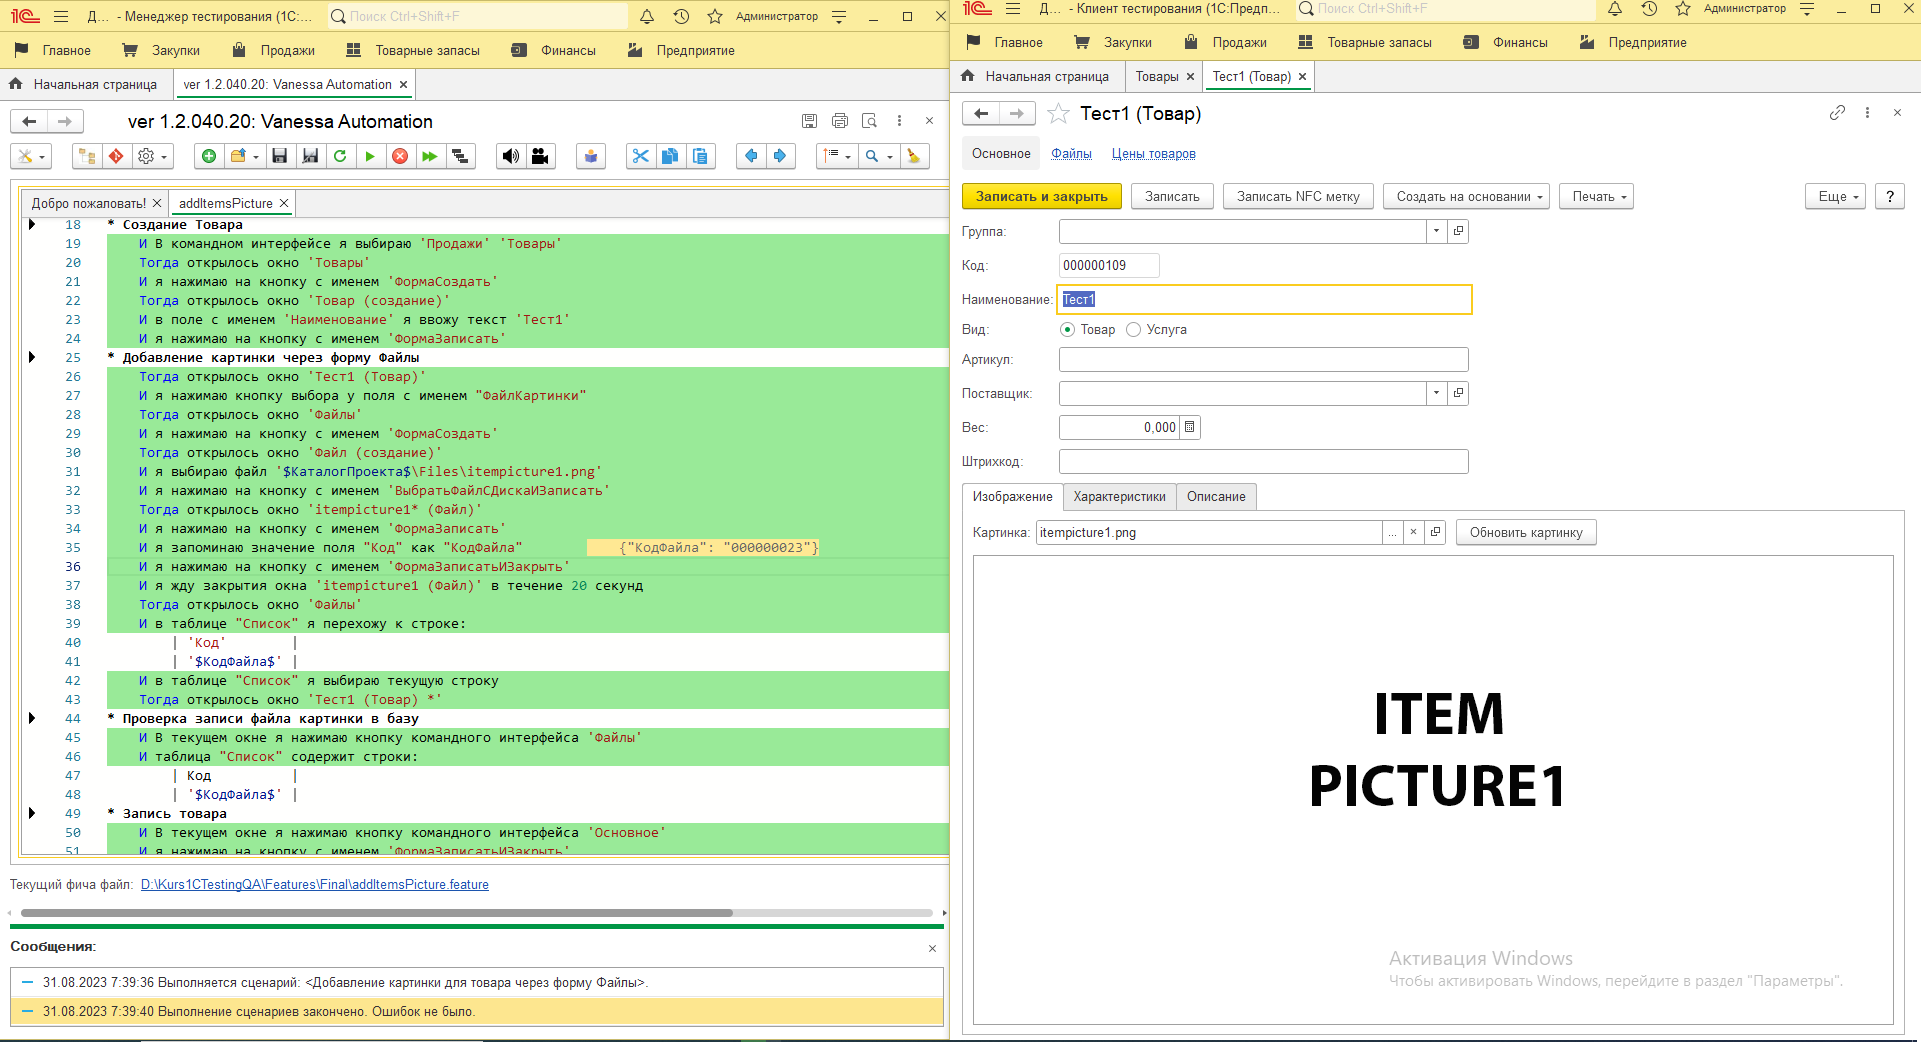 Д... - Менеджер тестирования (1С:...
Поиск Ctrl+Shift+F
Администратор
Главное
Закупки
Продажи
Товарные запасы
Финансы
Предприятие
Начальная страница
ver 1.2.040.20: Vanessa Automation
ver 1.2.040.20: Vanessa Automation
Добро пожаловать!
addItemsPicture
18 * Создание Товара
19 И В командном интерфейсе я выбираю 'Продажи' 'Товары'
20 Тогда открылось окно 'Товары'
21 И я нажимаю на кнопку с именем 'ФормаСоздать'
22 Тогда открылось окно 'Товар (создание)'
23 И в поле с именем 'Наименование' я ввожу текст 'Тест1'
24 И я нажимаю на кнопку с именем 'ФормаЗаписать'
25 * Добавление картинки через форму Файлы
26 Тогда открылось окно 'Тест1 (Товар)'
27 И я нажимаю кнопку выбора у поля с именем "ФайлКартинки"
28 Тогда открылось окно 'Файлы'
29 И я нажимаю на кнопку с именем 'ФормаСоздать'
30 Тогда открылось окно 'Файл (создание)'
31 И я выбираю файл '$КаталогПроекта$\Files\itempicture1.png'
32 И я нажимаю на кнопку с именем 'ВыбратьФайлСДискаИЗаписать'
33 Тогда открылось окно 'itempicture1* (Файл)'
34 И я нажимаю на кнопку с именем 'ФормаЗаписать'
35 И я запоминаю значение поля "Код" как "КодФайла" {"КодФайла": "000000023"}
36 И я нажимаю на кнопку с именем 'ФормаЗаписатьИЗакрыть'
37 И я жду закрытия окна 'itempicture1 (Файл)' в течение 20 секунд
38 Тогда открылось окно 'Файлы'
39 И в таблице "Список" я перехожу к строке:
40 | 'Код' |
41 | '$КодФайла$' |
42 И в таблице "Список" я выбираю текущую строку
43 Тогда открылось окно 'Тест1 (Товар) *'
44 * Проверка записи файла картинки в базу
45 И В текущем окне я нажимаю кнопку командного интерфейса 'Файлы'
46 И таблица "Список" содержит строки:
47 | Код |
48 | '$КодФайла$' |
49 * Запись товара
50 И В текущем окне я нажимаю кнопку командного интерфейса 'Основное'
51 И я нажимаю на кнопку с именем 'ФормаЗаписатьИЗакрыть'
Текущий фича файл: D:\Kurs1CTestingQA\Features\Final\addItemsPicture.feature
Сообщения:
31.08.2023 7:39:36 Выполняется сценарий: <Добавление картинки для товара через форму Файлы>.
31.08.2023 7:39:40 Выполнение сценариев закончено. Ошибок не было.
Д... - Клиент тестирования (1С:Предп...
Поиск Ctrl+Shift+F
Администратор
Главное
Закупки
Продажи
Товарные запасы
Финансы
Предприятие
Начальная страница
Товары
Тест1 (Товар)
Тест1 (Товар)
Основное
Файлы
Цены товаров
Записать и закрыть
Записать
Записать NFC метку
Создать на основании
Печать
Еще
?
Группа:
Код: 000000109
Наименование: Тест1
Вид: Товар Услуга
Артикул:
Поставщик:
Вес: 0,000
Штрихкод:
Изображение
Характеристики
Описание
Картинка: itempicture1.png ...
Обновить картинку
ITEM
PICTURE1
Активация Windows
Чтобы активировать Windows, перейдите в раздел "Параметры".